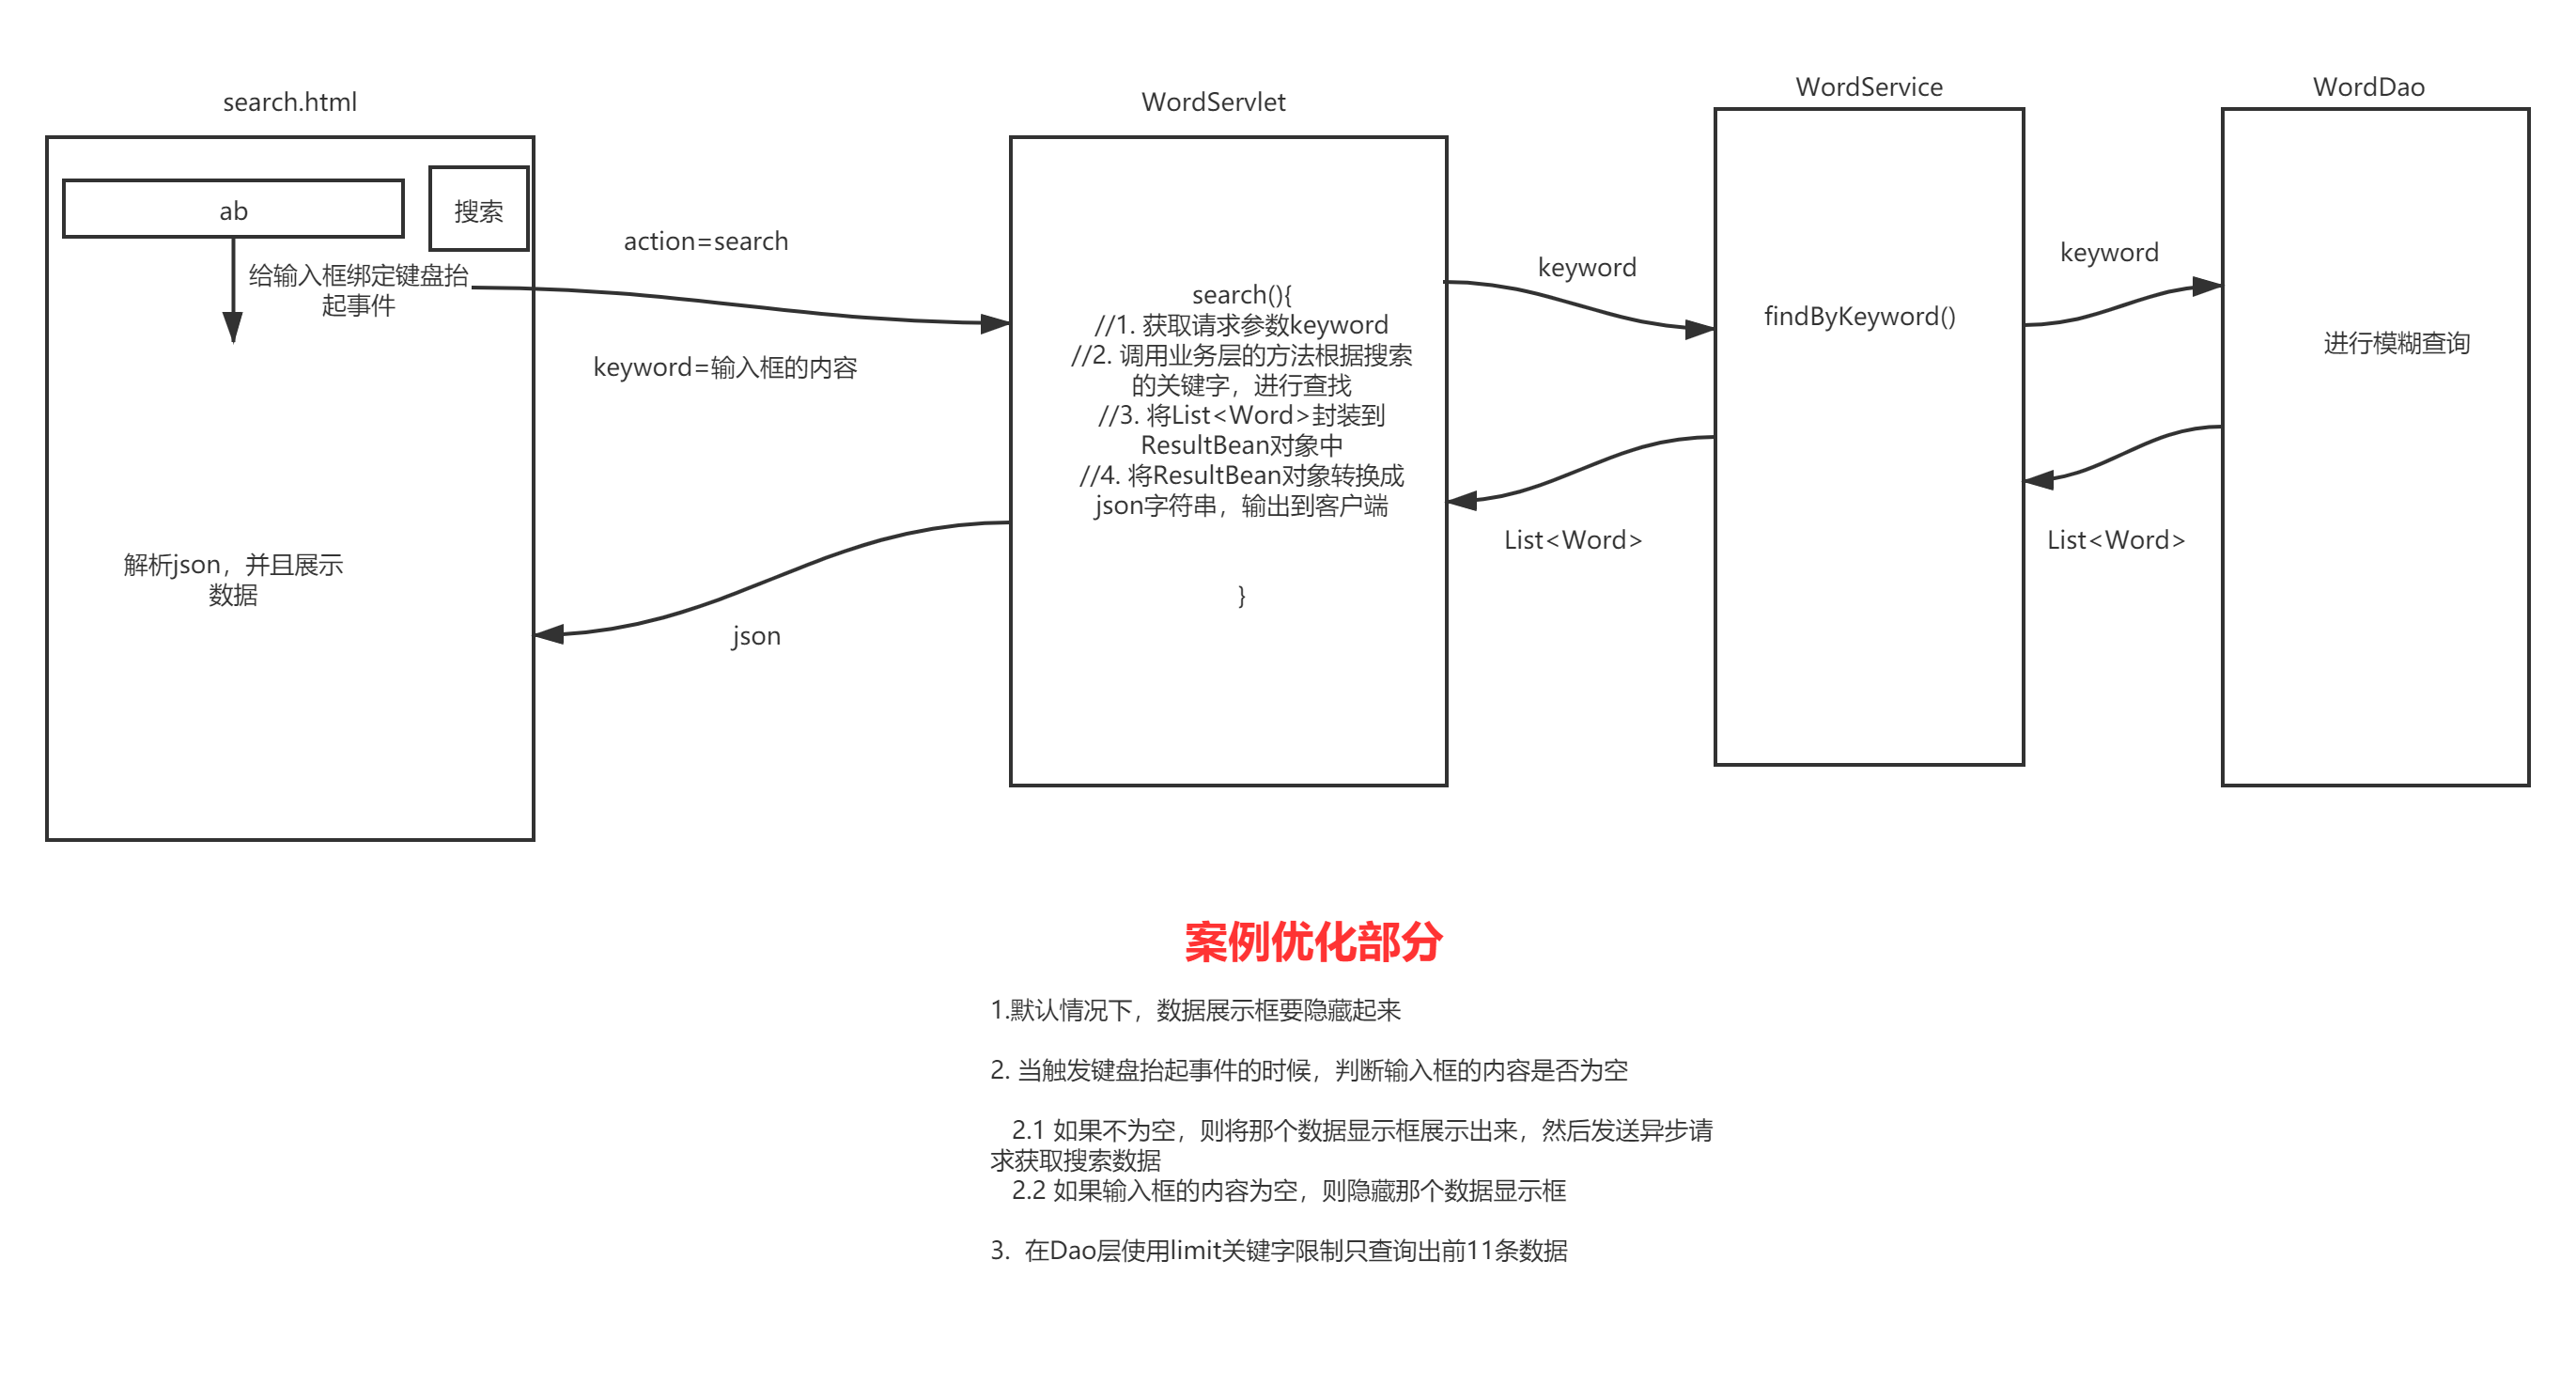 search.html
ab
搜索
给输入框绑定键盘抬
起事件
解析json，并且展示
数据
action=search
keyword=输入框的内容
json
WordServlet
search(){
//1. 获取请求参数keyword
//2. 调用业务层的方法根据搜索
的关键字，进行查找
//3. 将List<Word>封装到
ResultBean对象中
//4. 将ResultBean对象转换成
json字符串，输出到客户端
}
keyword
List<Word>
WordService
findByKeyword()
keyword
List<Word>
WordDao
进行模糊查询
案例优化部分
1.默认情况下，数据展示框要隐藏起来
2. 当触发键盘抬起事件的时候，判断输入框的内容是否为空
2.1 如果不为空，则将那个数据显示框展示出来，然后发送异步请
求获取搜索数据
2.2 如果输入框的内容为空，则隐藏那个数据显示框
3. 在Dao层使用limit关键字限制只查询出前11条数据